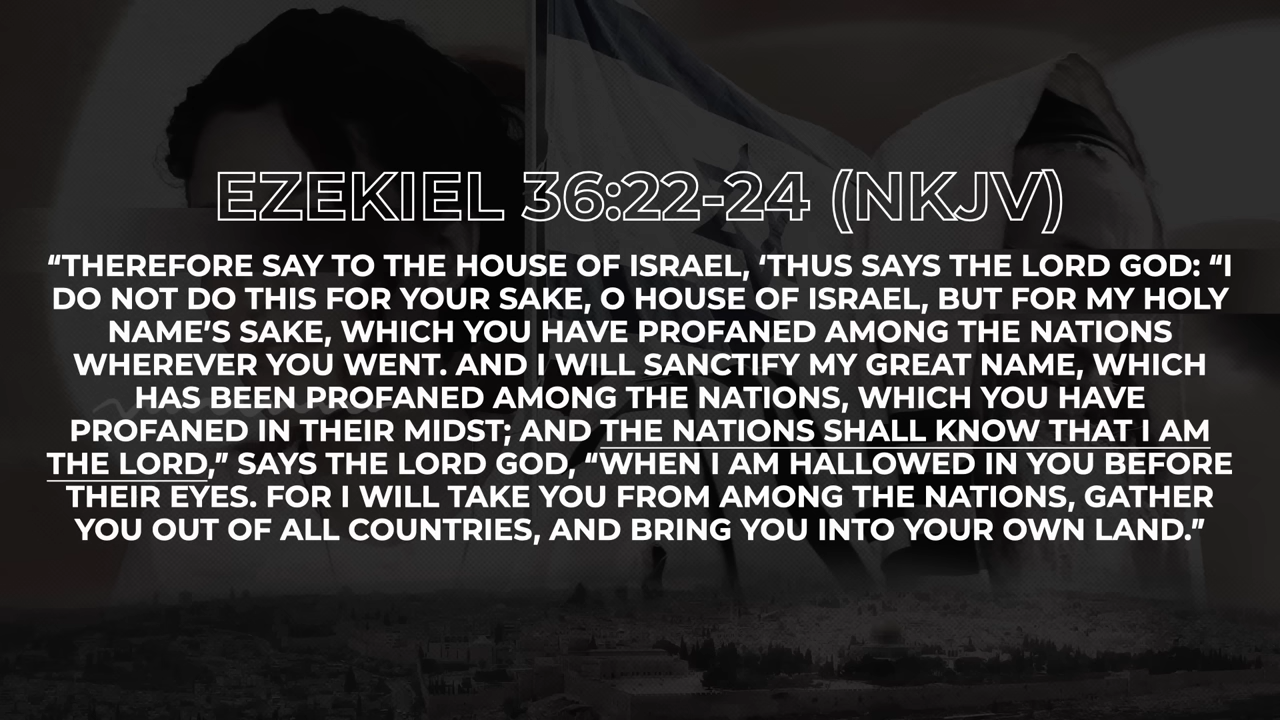 EZEKIEL 36:22-24 (NKJV)
“THEREFORE SAY TO THE HOUSE OF ISRAEL, ‘THUS SAYS THE LORD GOD: “I
DO NOT DO THIS FOR YOUR SAKE, O HOUSE OF ISRAEL, BUT FOR MY HOLY
NAME’S SAKE, WHICH YOU HAVE PROFANED AMONG THE NATIONS
WHEREVER YOU WENT. AND I WILL SANCTIFY MY GREAT NAME, WHICH
HAS BEEN PROFANED AMONG THE NATIONS, WHICH YOU HAVE
PROFANED IN THEIR MIDST; AND THE NATIONS SHALL KNOW THAT I AM
THE LORD,” SAYS THE LORD GOD, “WHEN I AM HALLOWED IN YOU BEFORE
THEIR EYES. FOR I WILL TAKE YOU FROM AMONG THE NATIONS, GATHER
YOU OUT OF ALL COUNTRIES, AND BRING YOU INTO YOUR OWN LAND.”